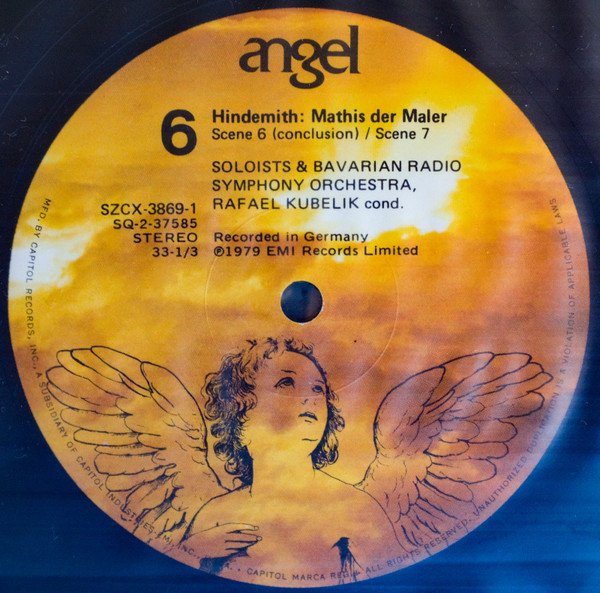 angel
6
Hindemith: Mathis der Maler
Scene 6 (conclusion) / Scene 7
SOLOISTS & BAVARIAN RADIO
SYMPHONY ORCHESTRA,
RAFAEL KUBELIK cond.
SZCX-3869-1
SQ-2-37585
STEREO
33-1/3
Recorded in Germany
℗1979 EMI Records Limited
MFD. BY CAPITOL RECORDS, INC., A SUBSIDIARY OF CAPITOL INDUSTRIES-EMI, INC. • CAPITOL MARCA REG. • ALL RIGHTS RESERVED. UNAUTHORIZED DUPLICATION IS A VIOLATION OF APPLICABLE LAWS